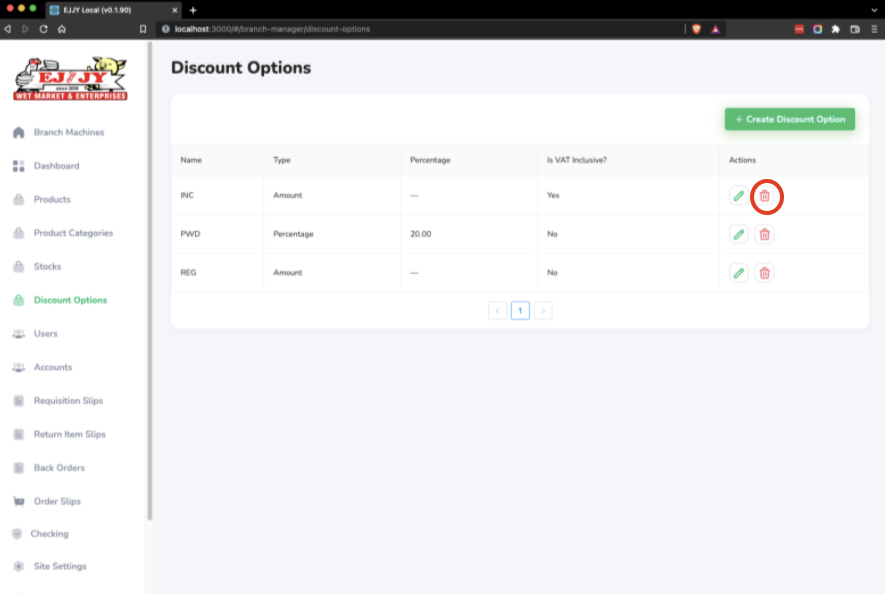 EJJY Local (v0.1.90)
localhost:3000/#/branch-manager/discount-options
EJJY
since 2000
WET MARKET & ENTERPRISES
Discount Options
+ Create Discount Option
Name Type Percentage Is VAT Inclusive? Actions
INC Amount — Yes
PWD Percentage 20.00 No
REG Amount — No
< 1 >
Branch Machines
Dashboard
Products
Product Categories
Stocks
Discount Options
Users
Accounts
Requisition Slips
Return Item Slips
Back Orders
Order Slips
Checking
Site Settings